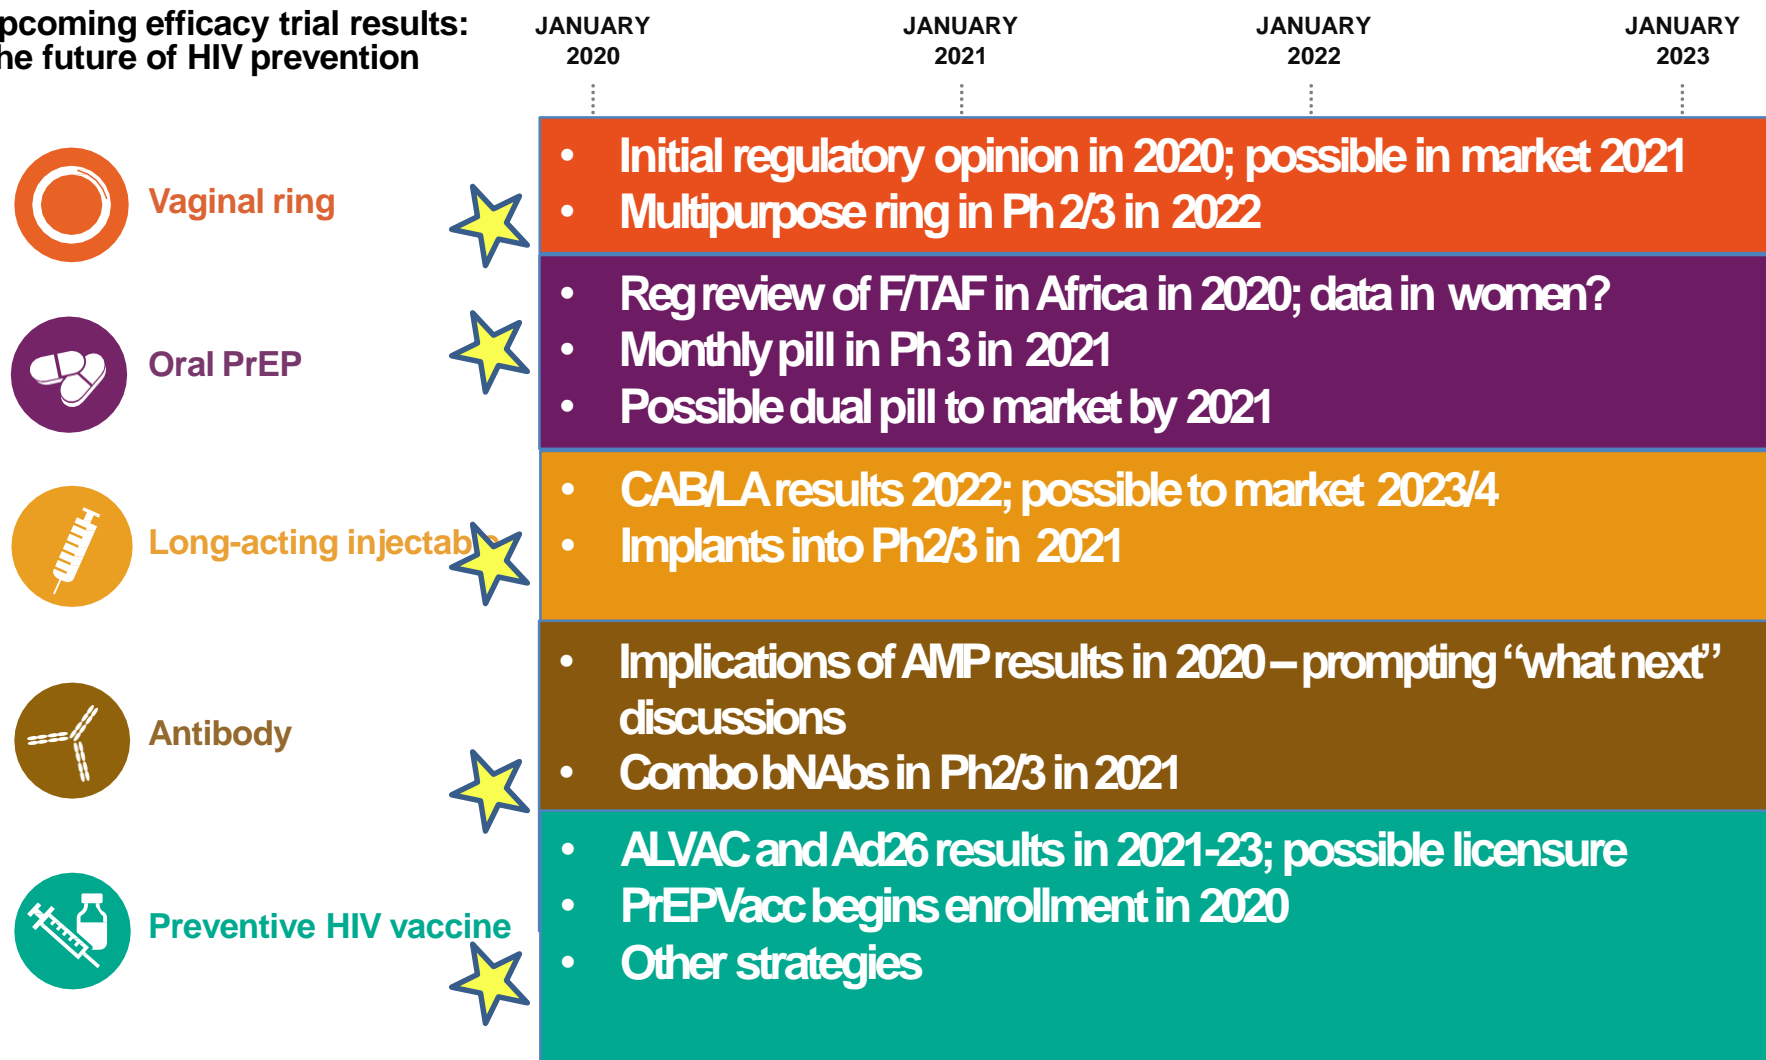 pcoming efficacy trial results:
he future of HIV prevention
JANUARY
2020
JANUARY
2021
JANUARY
2022
JANUARY
2023
Vaginal ring
• Initial regulatory opinion in 2020; possible in market 2021
• Multipurpose ring in Ph 2/3 in 2022
Oral PrEP
• Reg review of F/TAF in Africa in 2020; data in women?
• Monthly pill in Ph 3 in 2021
• Possible dual pill to market by 2021
Long-acting injectable
• CAB/LA results 2022; possible to market 2023/4
• Implants into Ph2/3 in 2021
Antibody
• Implications of AMP results in 2020 – prompting “what next”
discussions
• Combo bNAbs in Ph2/3 in 2021
Preventive HIV vaccine
• ALVAC and Ad26 results in 2021-23; possible licensure
• PrEPVacc begins enrollment in 2020
• Other strategies